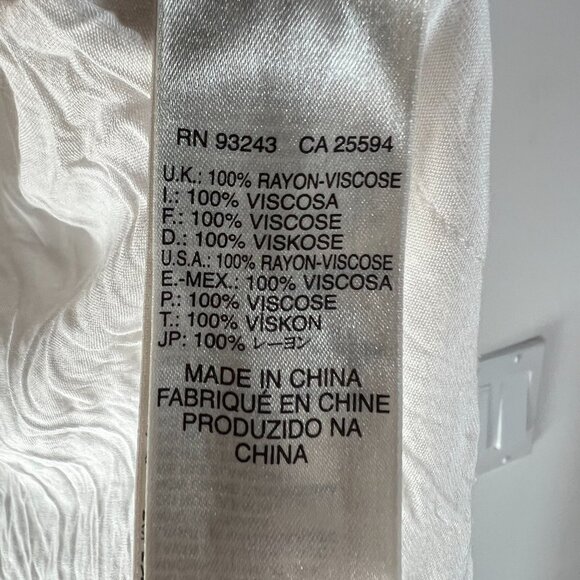 RN 93243 CA 25594
U.K.: 100% RAYON-VISCOSE
I.: 100% VISCOSA
F.: 100% VISCOSE
D.: 100% VISKOSE
U.S.A.: 100% RAYON-VISCOSE
E.-MEX.: 100% VISCOSA
P.: 100% VISCOSE
T.: 100% VİSKON
JP: 100% レーヨン
MADE IN CHINA
FABRIQUÉ EN CHINE
PRODUZIDO NA
CHINA